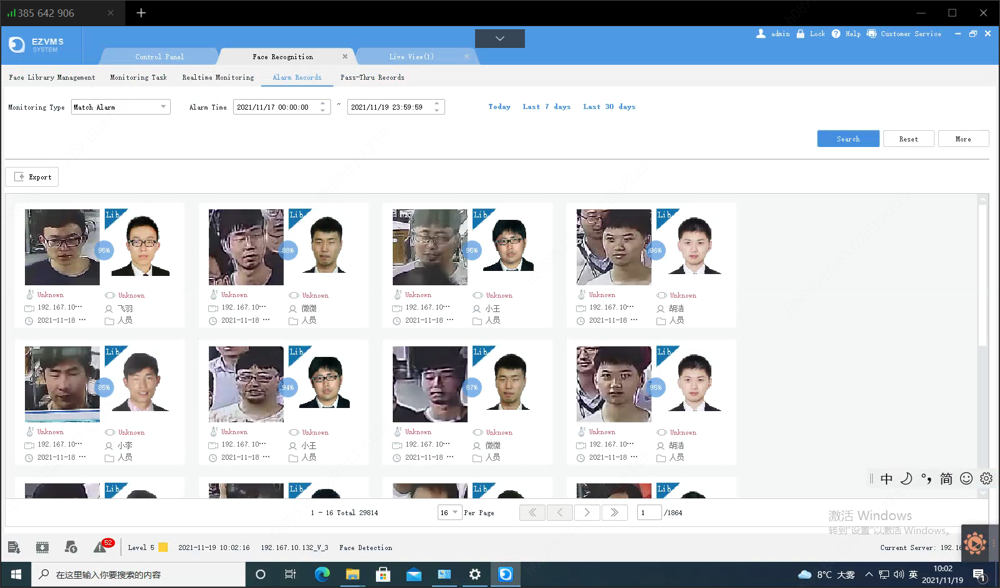 385 642 906
EZVMS
SYSTEM
admin Lock Help Customer Service
Control Panel Face Recognition Live View(1)
Face Library Management Monitoring Task Realtime Monitoring Alarm Records Pass-Thru Records
Monitoring Type Match Alarm Alarm Time 2021/11/17 00:00:00 ~ 2021/11/19 23:59:59 Today Last 7 days Last 30 days
Search Reset More
Export
Lib Lib Lib Lib
95% 88% 95% 96%
Unknown Unknown Unknown Unknown Unknown Unknown Unknown Unknown
192.167.10··· 飞羽 192.167.10··· 微微 192.167.10··· 小王 192.167.10··· 胡浩
2021-11-18 ··· 人员 2021-11-18 ··· 人员 2021-11-18 ··· 人员 2021-11-18 ··· 人员
Lib Lib Lib Lib
85% 94% 87% 95%
Unknown Unknown Unknown Unknown Unknown Unknown Unknown Unknown
192.167.10··· 小李 192.167.10··· 小王 192.167.10··· 微微 192.167.10··· 胡浩
2021-11-18 ··· 人员 2021-11-18 ··· 人员 2021-11-18 ··· 人员 2021-11-18 ··· 人员
Lib Lib Lib Lib
中 °, 简
1 - 16 Total 29814 16 Per Page 1 /1864
激活 Windows
转到"设置"以激活 Windows。
52
Level 5 2021-11-19 10:02:16 192.167.10.132_V_3 Face Detection Current Server: 192.16
在这里输入你要搜索的内容 8°C 大雾 英 10:02
2021/11/19 1